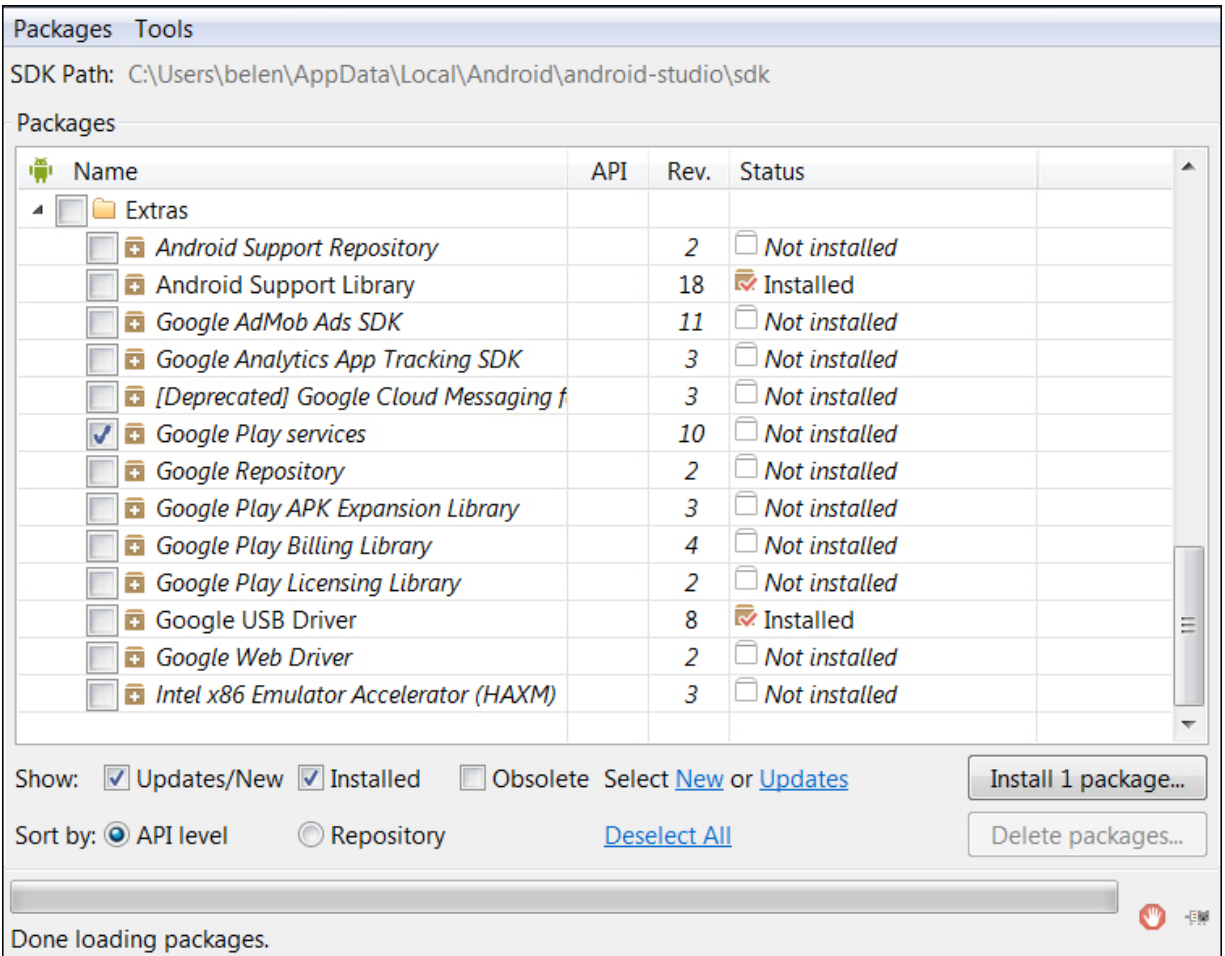 Packages Tools
SDK Path: C:\Users\belen\AppData\Local\Android\android-studio\sdk
Packages
Name API Rev. Status
Extras
Android Support Repository 2 Not installed
Android Support Library 18 Installed
Google AdMob Ads SDK 11 Not installed
Google Analytics App Tracking SDK 3 Not installed
[Deprecated] Google Cloud Messaging f 3 Not installed
Google Play services 10 Not installed
Google Repository 2 Not installed
Google Play APK Expansion Library 3 Not installed
Google Play Billing Library 4 Not installed
Google Play Licensing Library 2 Not installed
Google USB Driver 8 Installed
Google Web Driver 2 Not installed
Intel x86 Emulator Accelerator (HAXM) 3 Not installed
Show: Updates/New Installed Obsolete Select New or Updates Install 1 package...
Sort by: API level Repository Deselect All Delete packages...
Done loading packages.